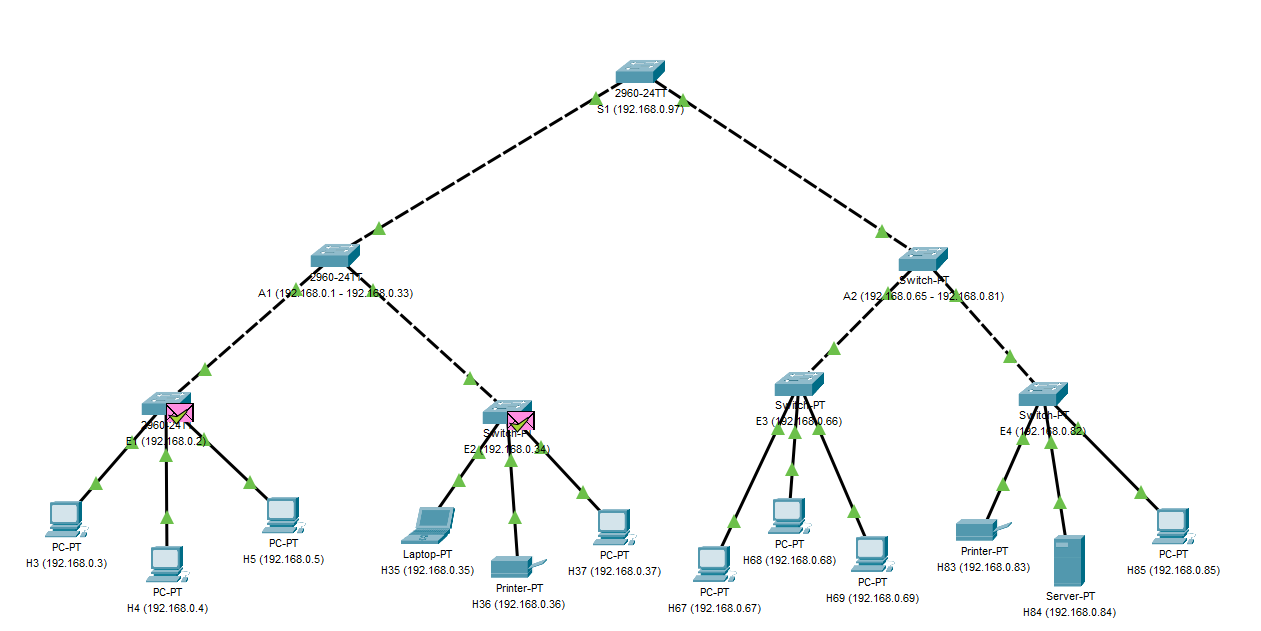 2960-24TT
S1 (192.168.0.97)
2960-24TT
A1 (192.168.0.1 - 192.168.0.33)
Switch-PT
A2 (192.168.0.65 - 192.168.0.81)
2960-24TT
E1 (192.168.0.2)
Switch-PT
E2 (192.168.0.34)
Switch-PT
E3 (192.168.0.66)
Switch-PT
E4 (192.168.0.82)
PC-PT
H3 (192.168.0.3)
PC-PT
H4 (192.168.0.4)
PC-PT
H5 (192.168.0.5)
Laptop-PT
H35 (192.168.0.35)
Printer-PT
H36 (192.168.0.36)
PC-PT
H37 (192.168.0.37)
PC-PT
H67 (192.168.0.67)
PC-PT
H68 (192.168.0.68)
PC-PT
H69 (192.168.0.69)
Printer-PT
H83 (192.168.0.83)
Server-PT
H84 (192.168.0.84)
PC-PT
H85 (192.168.0.85)